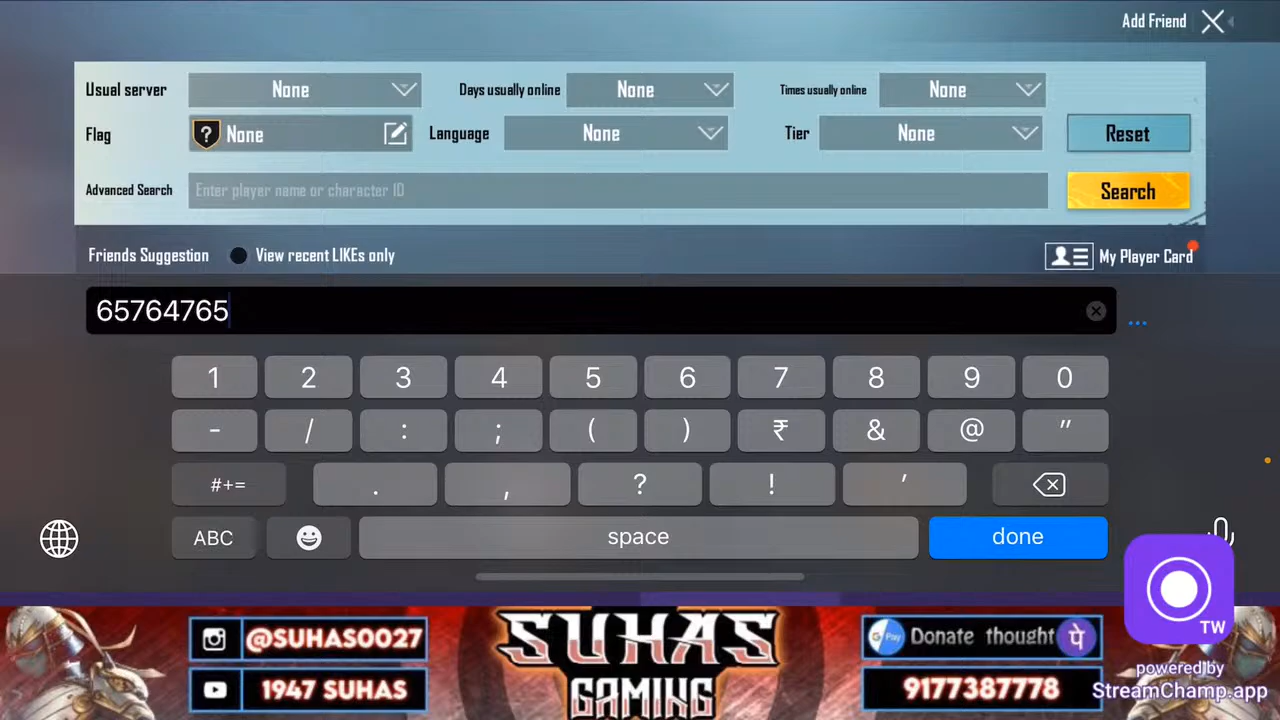 Add Friend
Usual server None Days usually online None Times usually online None
Flag ? None Language None Tier None Reset
Advanced Search Enter player name or character ID Search
Friends Suggestion View recent LIKEs only My Player Card
65764765
...
1 2 3 4 5 6 7 8 9 0
- / : ; ( ) ₹ & @ "
#+= . , ? ! '
ABC space done
TW
powered by
StreamChamp.app
@SUHAS0027
1947 SUHAS
SUHAS
GAMING
G Pay Donate thought पे
9177387778